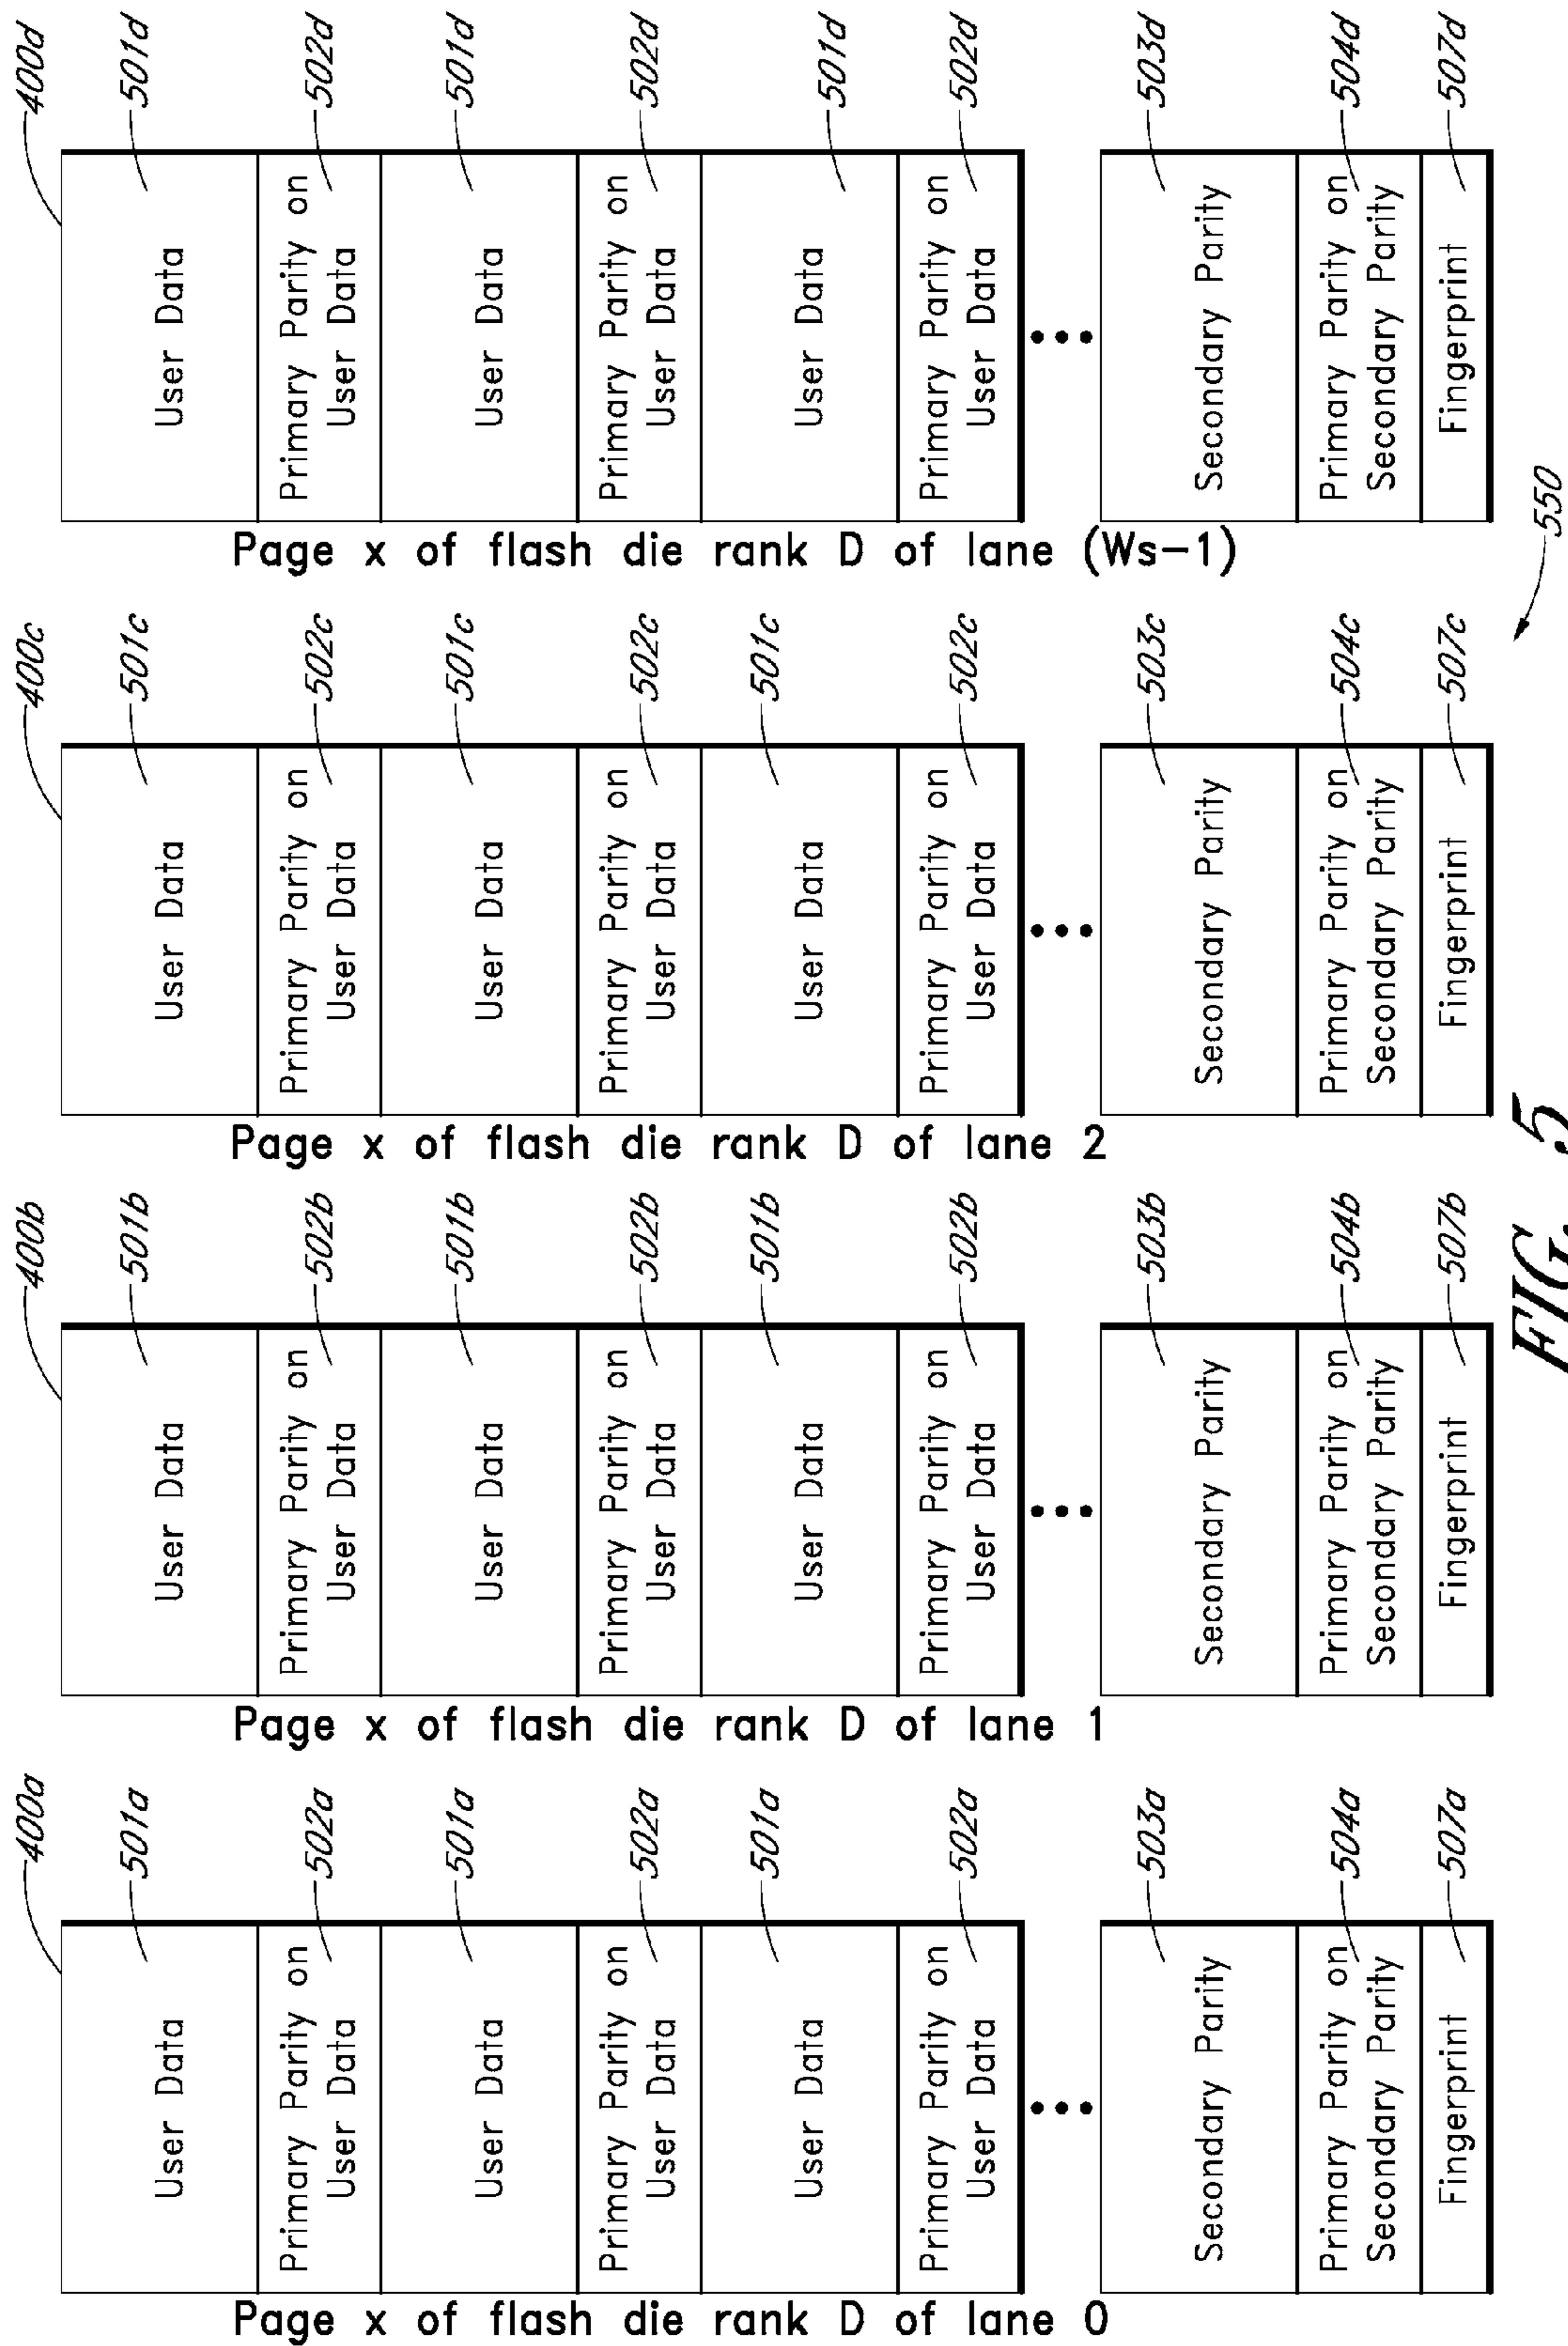 Page x of flash die rank D of lane 0
400a
User Data
501a
Primary Parity on
User Data
502a
User Data
501a
Primary Parity on
User Data
502a
User Data
501a
Primary Parity on
User Data
502a
Secondary Parity
503a
Primary Parity on
Secondary Parity
504a
Fingerprint
507a
Page x of flash die rank D of lane 1
400b
User Data
501b
Primary Parity on
User Data
502b
User Data
501b
Primary Parity on
User Data
502b
User Data
501b
Primary Parity on
User Data
502b
Secondary Parity
503b
Primary Parity on
Secondary Parity
504b
Fingerprint
507b
Page x of flash die rank D of lane 2
400c
User Data
501c
Primary Parity on
User Data
502c
User Data
501c
Primary Parity on
User Data
502c
User Data
501c
Primary Parity on
User Data
502c
Secondary Parity
503c
Primary Parity on
Secondary Parity
504c
Fingerprint
507c
Page x of flash die rank D of lane (Ws-1)
400d
User Data
501d
Primary Parity on
User Data
502d
User Data
501d
Primary Parity on
User Data
502d
User Data
501d
Primary Parity on
User Data
502d
Secondary Parity
503d
Primary Parity on
Secondary Parity
504d
Fingerprint
507d
550
FIG. 5